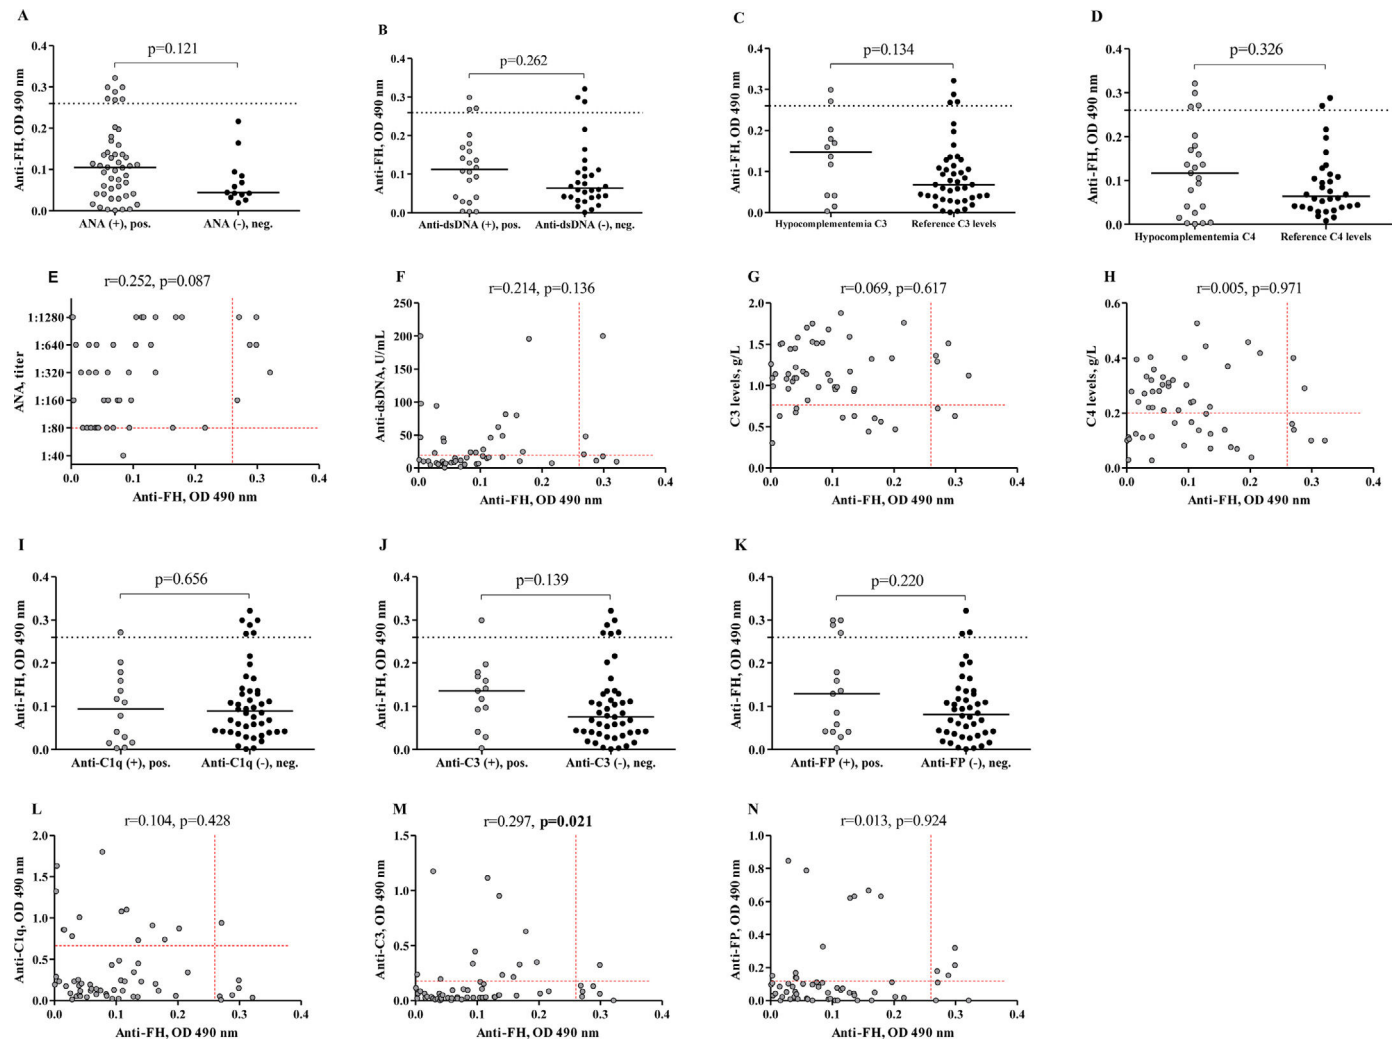 A
p=0.121
Anti-FH, OD 490 nm
0.4
0.3
0.2
0.1
0.0
ANA (+), pos.
ANA (-), neg.
B
p=0.262
Anti-FH, OD 490 nm
0.4
0.3
0.2
0.1
0.0
Anti-dsDNA (+), pos.
Anti-dsDNA (-), neg.
C
p=0.134
Anti-FH, OD 490 nm
0.4
0.3
0.2
0.1
0.0
Hypocomplementemia C3
Reference C3 levels
D
p=0.326
Anti-FH, OD 490 nm
0.4
0.3
0.2
0.1
0.0
Hypocomplementemia C4
Reference C4 levels
E
r=0.252, p=0.087
ANA, titer
1:1280
1:640
1:320
1:160
1:80
1:40
0.0
0.1
0.2
0.3
0.4
Anti-FH, OD 490 nm
F
r=0.214, p=0.136
Anti-dsDNA, U/mL
250
200
150
100
50
0
0.0
0.1
0.2
0.3
0.4
Anti-FH, OD 490 nm
G
r=0.069, p=0.617
C3 levels, g/L
2.0
1.5
1.0
0.5
0.0
0.0
0.1
0.2
0.3
0.4
Anti-FH, OD 490 nm
H
r=0.005, p=0.971
C4 levels, g/L
0.6
0.4
0.2
0.0
0.0
0.1
0.2
0.3
0.4
Anti-FH, OD 490 nm
I
p=0.656
Anti-FH, OD 490 nm
0.4
0.3
0.2
0.1
0.0
Anti-C1q (+), pos.
Anti-C1q (-), neg.
J
p=0.139
Anti-FH, OD 490 nm
0.4
0.3
0.2
0.1
0.0
Anti-C3 (+), pos.
Anti-C3 (-), neg.
K
p=0.220
Anti-FH, OD 490 nm
0.4
0.3
0.2
0.1
0.0
Anti-FP (+), pos.
Anti-FP (-), neg.
L
r=0.104, p=0.428
Anti-C1q, OD 490 nm
2.0
1.5
1.0
0.5
0.0
0.0
0.1
0.2
0.3
0.4
Anti-FH, OD 490 nm
M
r=0.297, p=0.021
Anti-C3, OD 490 nm
1.5
1.0
0.5
0.0
0.0
0.1
0.2
0.3
0.4
Anti-FH, OD 490 nm
N
r=0.013, p=0.924
Anti-FP, OD 490 nm
1.0
0.8
0.6
0.4
0.2
0.0
0.0
0.1
0.2
0.3
0.4
Anti-FH, OD 490 nm